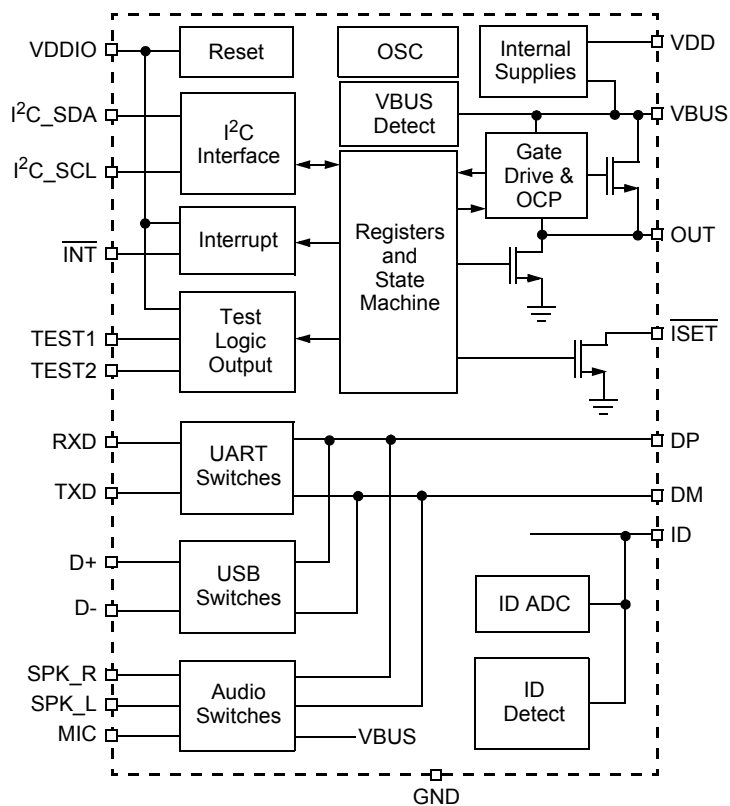 VDDIO
I²C_SDA
I²C_SCL
INT
TEST1
TEST2
RXD
TXD
D+
D-
SPK_R
SPK_L
MIC
Reset
I²C
Interface
Interrupt
Test
Logic
Output
UART
Switches
USB
Switches
Audio
Switches
VBUS
OSC
VBUS
Detect
Registers
and
State
Machine
Internal
Supplies
Gate
Drive &
OCP
ID ADC
ID
Detect
VDD
VBUS
OUT
ISET
DP
DM
ID
GND